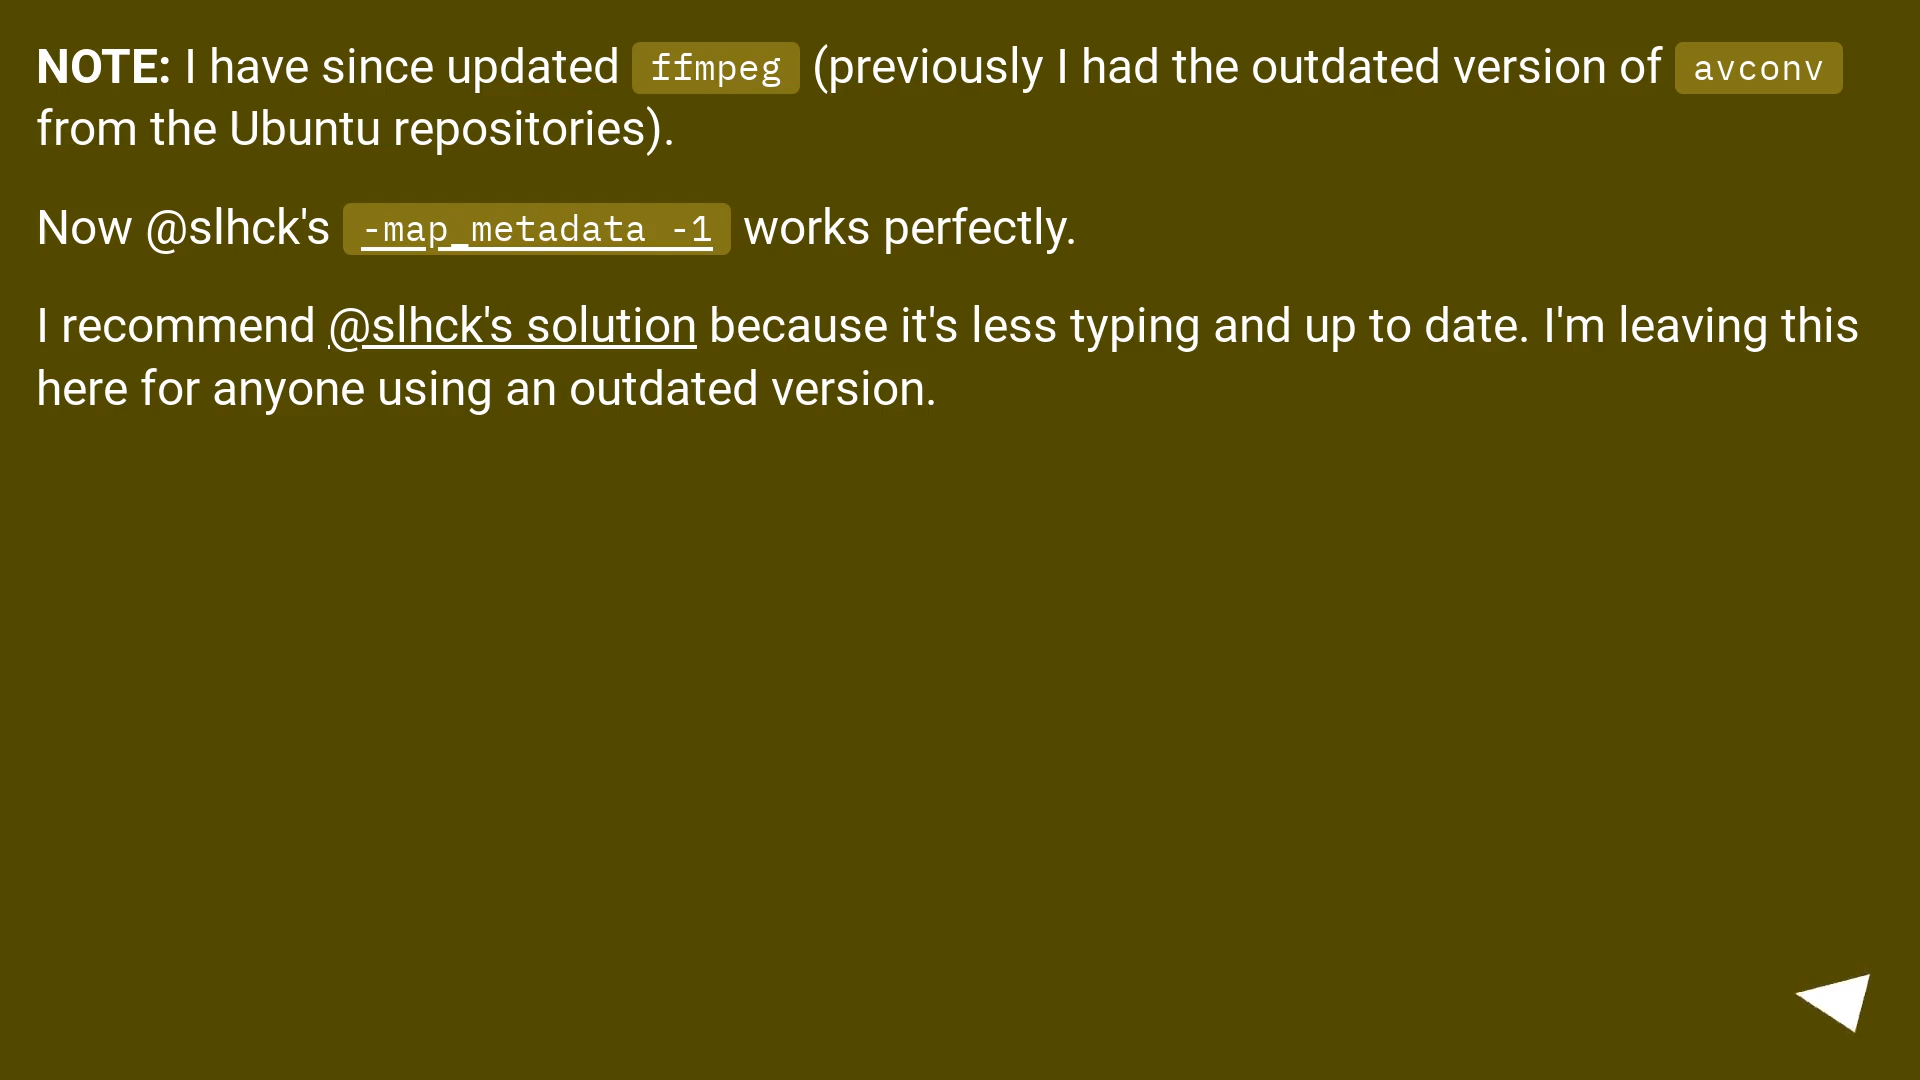 NOTE: I have since updated ffmpeg (previously I had the outdated version of avconv
from the Ubuntu repositories).
Now @slhck's -map_metadata -1 works perfectly.
I recommend @slhck's solution because it's less typing and up to date. I'm leaving this
here for anyone using an outdated version.